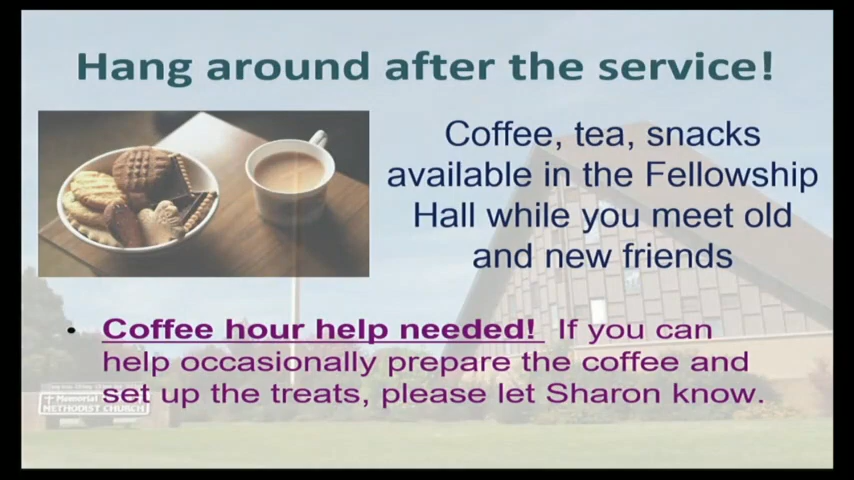 Hang around after the service!
Coffee, tea, snacks
available in the Fellowship
Hall while you meet old
and new friends
• Coffee hour help needed! If you can
help occasionally prepare the coffee and
set up the treats, please let Sharon know.
Memorial
METHODIST CHURCH